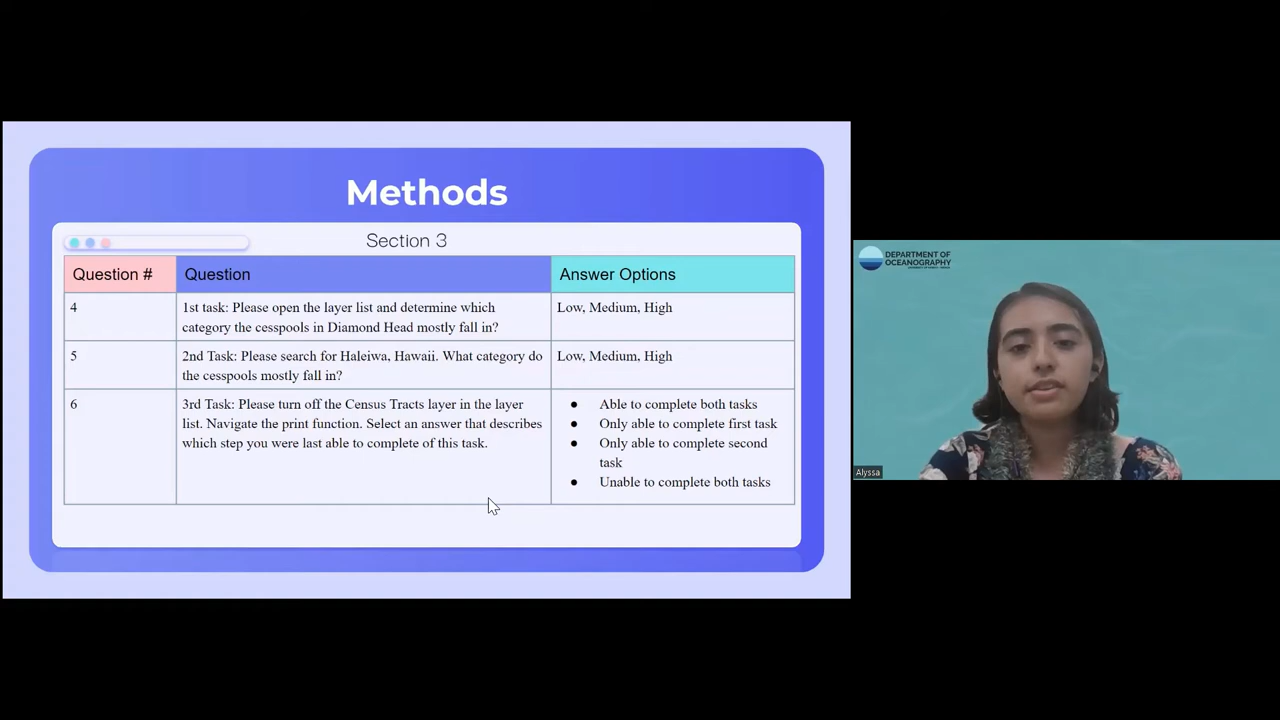 Methods
Section 3
Question #
Question
Answer Options
4
1st task: Please open the layer list and determine which
category the cesspools in Diamond Head mostly fall in?
Low, Medium, High
5
2nd Task: Please search for Haleiwa, Hawaii. What category do
the cesspools mostly fall in?
Low, Medium, High
6
3rd Task: Please turn off the Census Tracts layer in the layer
list. Navigate the print function. Select an answer that describes
which step you were last able to complete of this task.
● Able to complete both tasks
● Only able to complete first task
● Only able to complete second
task
● Unable to complete both tasks
DEPARTMENT OF
OCEANOGRAPHY
Alyssa